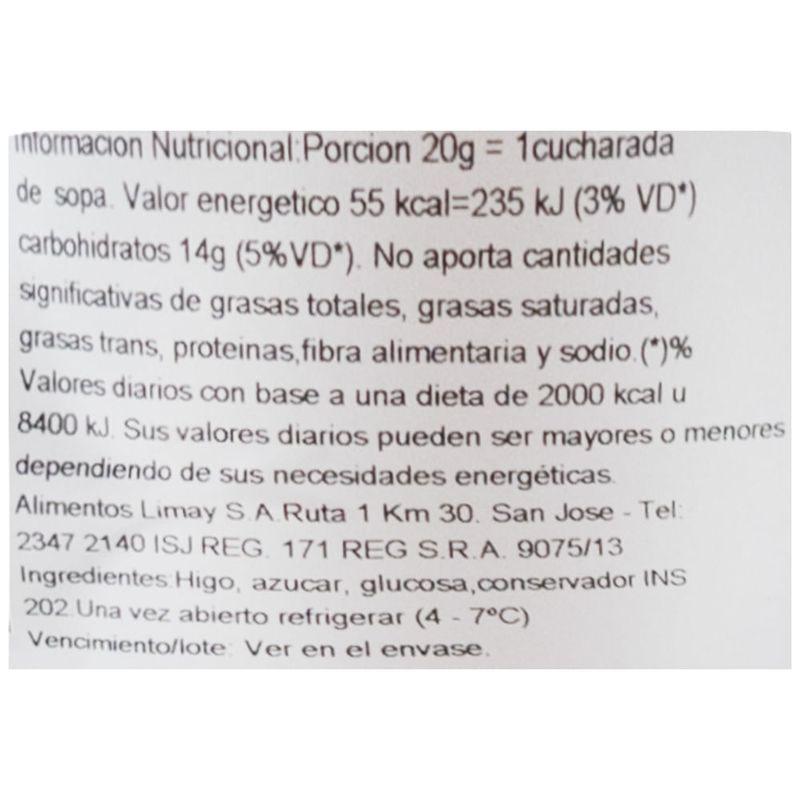 Informacion Nutricional:Porcion 20g = 1cucharada
de sopa. Valor energetico 55 kcal=235 kJ (3% VD*)
carbohidratos 14g (5%VD*). No aporta cantidades
significativas de grasas totales, grasas saturadas,
grasas trans, proteinas,fibra alimentaria y sodio.(*)%
Valores diarios con base a una dieta de 2000 kcal u
8400 kJ. Sus valores diarios pueden ser mayores o menores
dependiendo de sus necesidades energéticas.
Alimentos Limay S.A.Ruta 1 Km 30. San Jose - Tel:
2347 2140 ISJ REG. 171 REG S.R.A. 9075/13
Ingredientes:Higo, azucar, glucosa,conservador INS
202.Una vez abierto refrigerar (4 - 7ºC)
Vencimiento/lote: Ver en el envase.